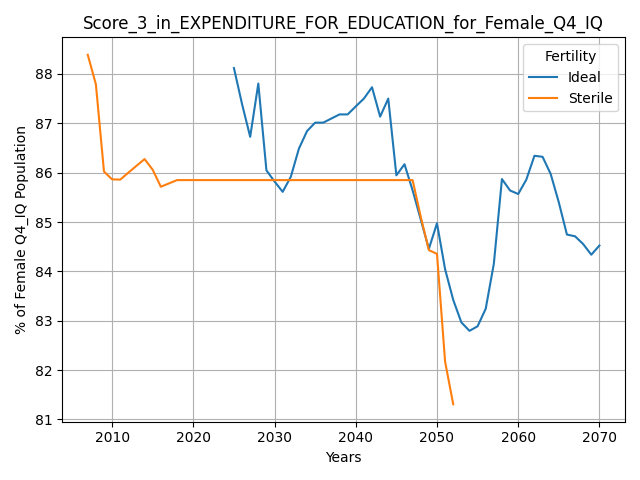 Score_3_in_EXPENDITURE_FOR_EDUCATION_for_Female_Q4_IQ
Fertility
Ideal
Sterile
% of Female Q4_IQ Population
88
87
86
85
84
83
82
81
2010
2020
2030
2040
2050
2060
2070
Years